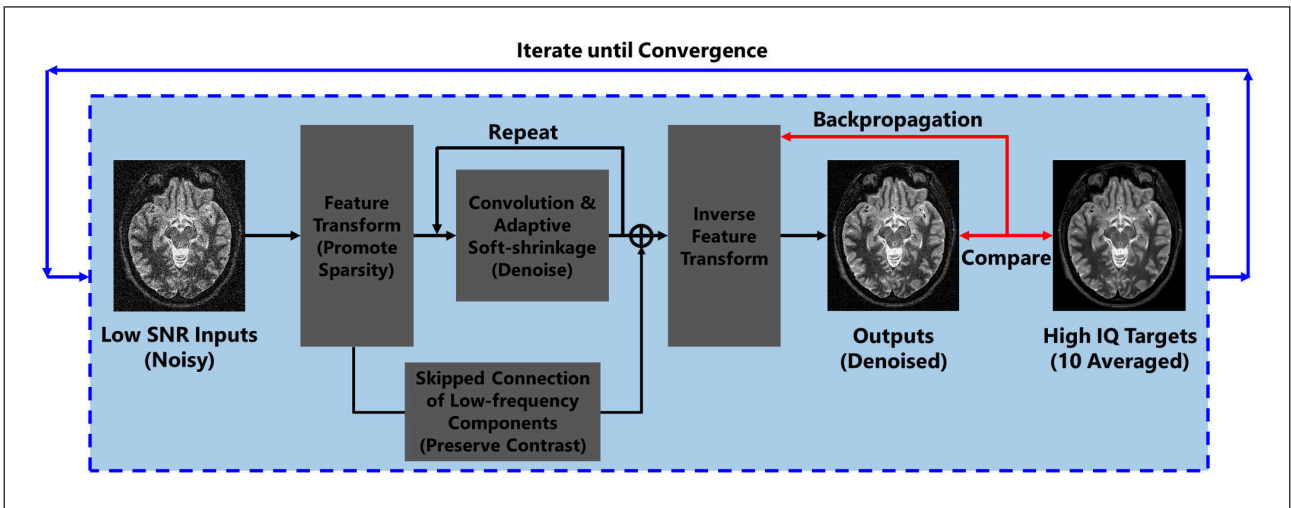 Iterate until Convergence
Backpropagation
Repeat
Feature
Transform
(Promote
Sparsity)
Convolution &
Adaptive
Soft-shrinkage
(Denoise)
Inverse
Feature
Transform
Compare
Low SNR Inputs
(Noisy)
Outputs
(Denoised)
High IQ Targets
(10 Averaged)
Skipped Connection
of Low-frequency
Components
(Preserve Contrast)